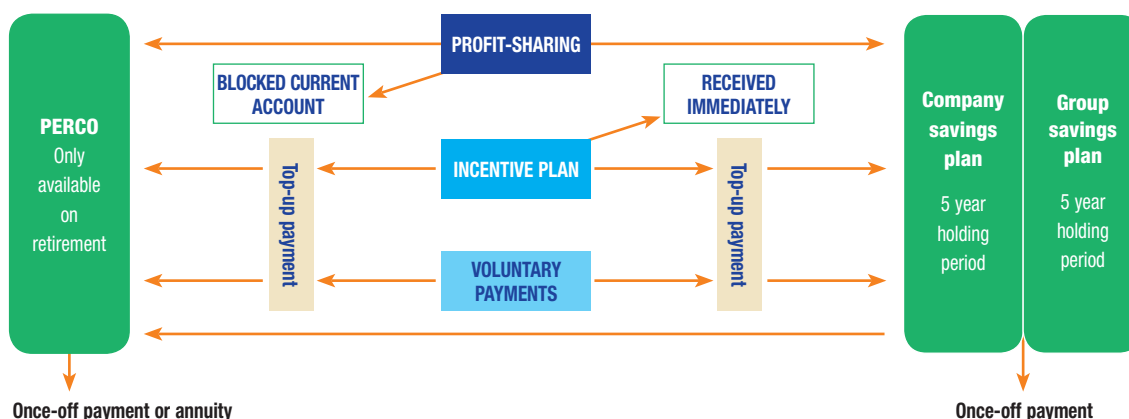 PROFIT-SHARING
BLOCKED CURRENT
ACCOUNT
RECEIVED
IMMEDIATELY
PERCO
Only
available
on
retirement
Top-up payment
INCENTIVE PLAN
VOLUNTARY
PAYMENTS
Top-up payment
Company
savings
plan
5 year
holding
period
Group
savings
plan
5 year
holding
period
Once-off payment or annuity
Once-off payment